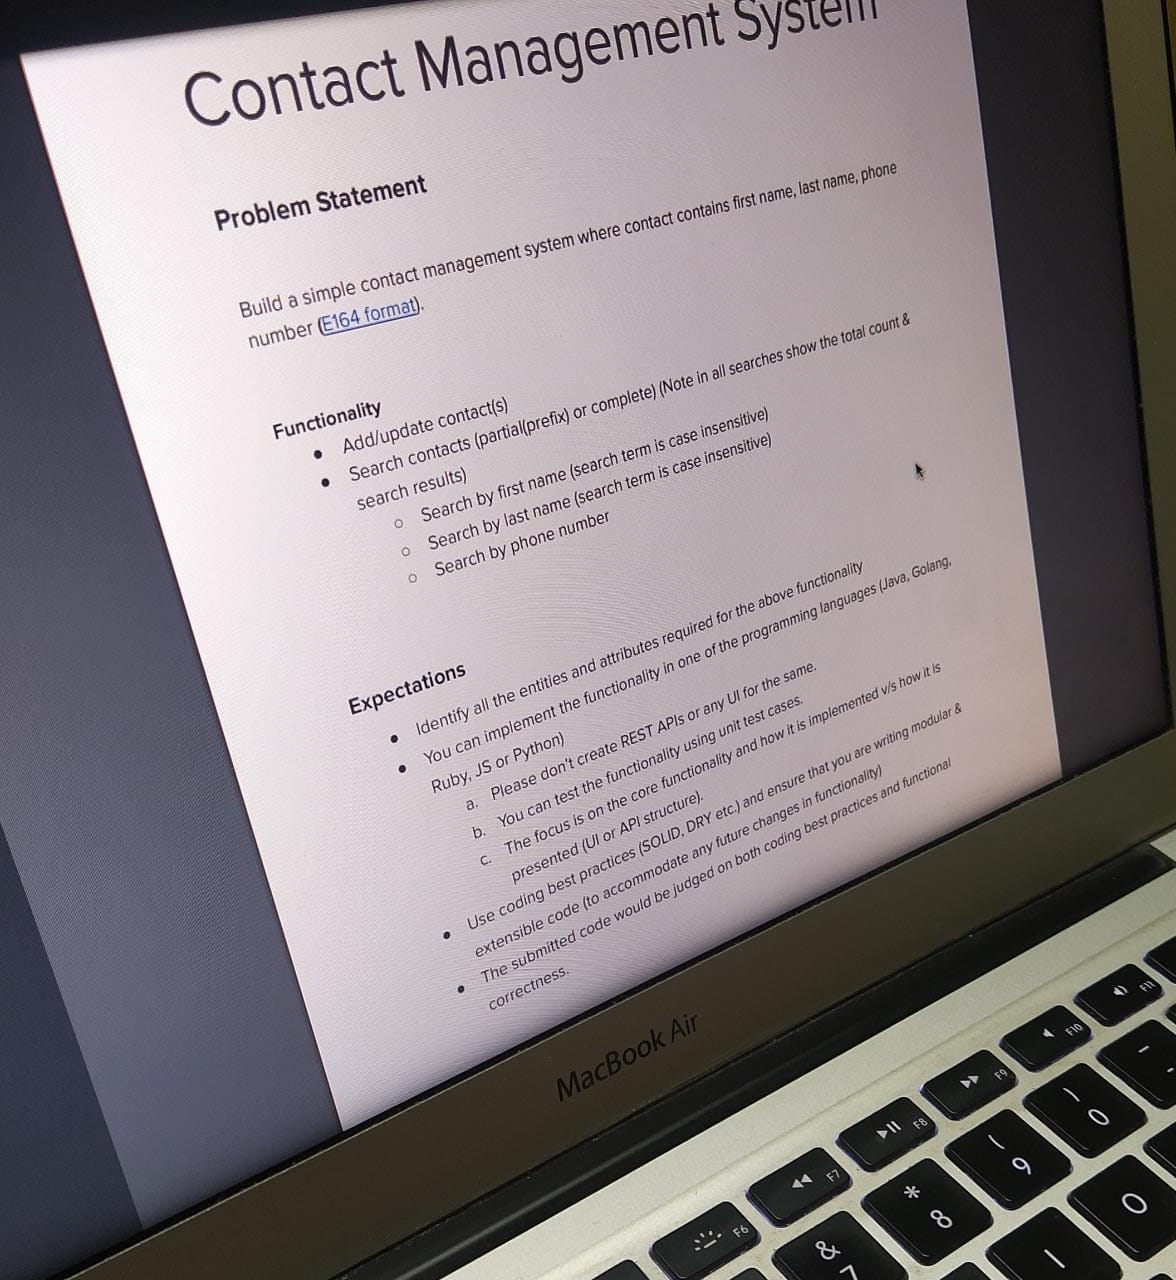 Contact Management System
Problem Statement
Build a simple contact management system where contact contains first name, last name, phone
number (E164 format).
Functionality
● Add/update contact(s)
● Search contacts (partial(prefix) or complete) (Note in all searches show the total count &
search results)
○ Search by first name (search term is case insensitive)
○ Search by last name (search term is case insensitive)
○ Search by phone number
Expectations
● Identify all the entities and attributes required for the above functionality
● You can implement the functionality in one of the programming languages (Java, Golang,
Ruby, JS or Python)
a. Please don't create REST APIs or any UI for the same.
b. You can test the functionality using unit test cases.
c. The focus is on the core functionality and how it is implemented v/s how it is
presented (UI or API structure).
● Use coding best practices (SOLID, DRY etc.) and ensure that you are writing modular &
extensible code (to accommodate any future changes in functionality)
● The submitted code would be judged on both coding best practices and functional
correctness.
MacBook Air
F6 F7 F8 F9 F10 F11
& 7 * 8 ( 9 ) 0 -
I O